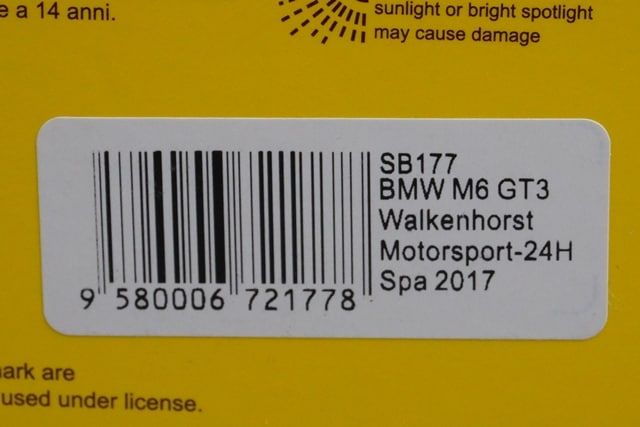 e a 14 anni.
sunlight or bright spotlight
may cause damage
SB177
BMW M6 GT3
Walkenhorst
Motorsport-24H
Spa 2017
9 580006 721778
ark are
used under license.